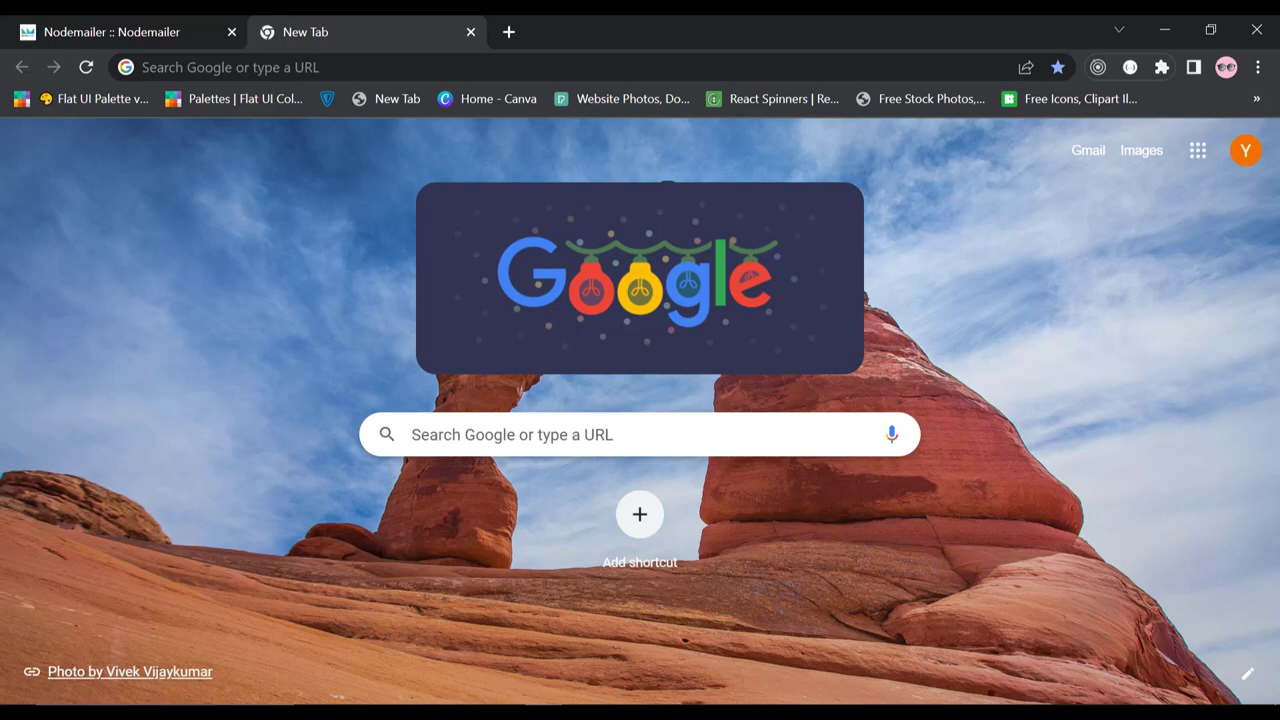 Nodemailer :: Nodemailer
New Tab
Search Google or type a URL
Flat UI Palette v...
Palettes | Flat UI Col...
New Tab
Home - Canva
Website Photos, Do...
React Spinners | Re...
Free Stock Photos,...
Free Icons, Clipart Il...
»
Gmail
Images
Y
Google
Search Google or type a URL
Add shortcut
Photo by Vivek Vijaykumar